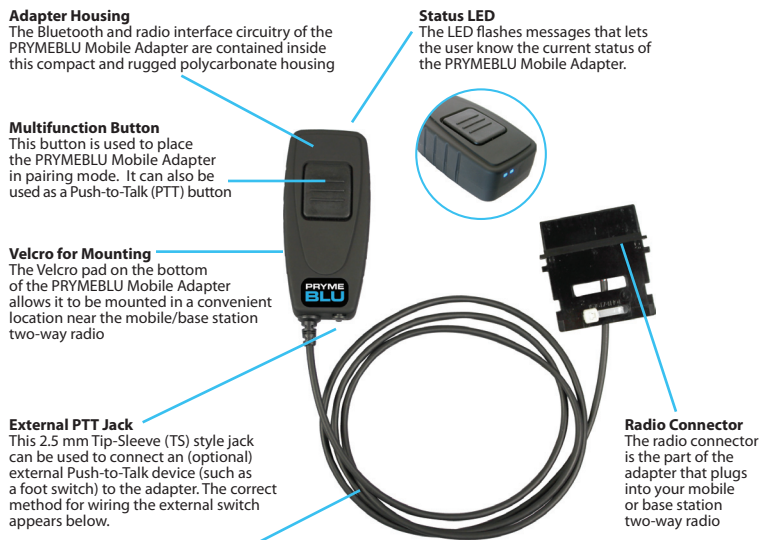 Adapter Housing
The Bluetooth and radio interface circuitry of the
PRYMEBLU Mobile Adapter are contained inside
this compact and rugged polycarbonate housing
Status LED
The LED flashes messages that lets
the user know the current status of
the PRYMEBLU Mobile Adapter.
Multifunction Button
This button is used to place
the PRYMEBLU Mobile Adapter
in pairing mode. It can also be
used as a Push-to-Talk (PTT) button
Velcro for Mounting
The Velcro pad on the bottom
of the PRYMEBLU Mobile Adapter
allows it to be mounted in a convenient
location near the mobile/base station
two-way radio
PRYME
BLU
External PTT Jack
This 2.5 mm Tip-Sleeve (TS) style jack
can be used to connect an (optional)
external Push-to-Talk device (such as
a foot switch) to the adapter. The correct
method for wiring the external switch
appears below.
Radio Connector
The radio connector
is the part of the
adapter that plugs
into your mobile
or base station
two-way radio